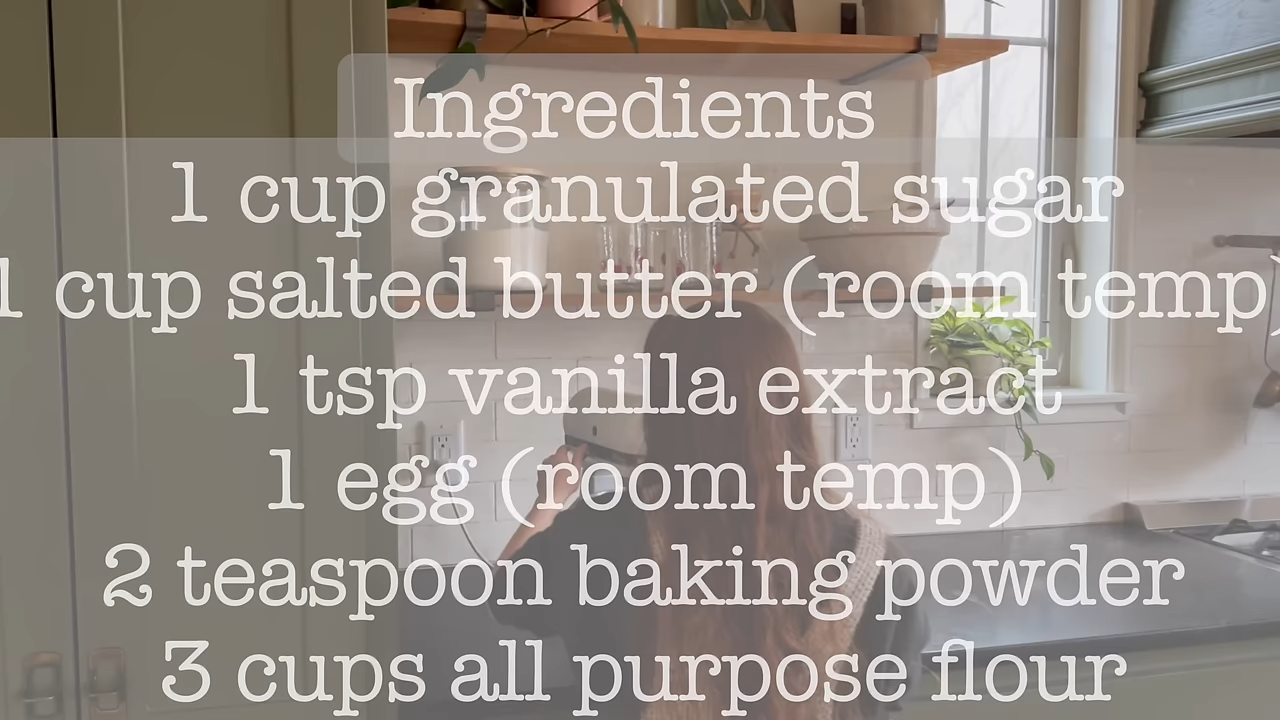 Ingredients
1 cup granulated sugar
1 cup salted butter (room temp)
1 tsp vanilla extract
1 egg (room temp)
2 teaspoon baking powder
3 cups all purpose flour